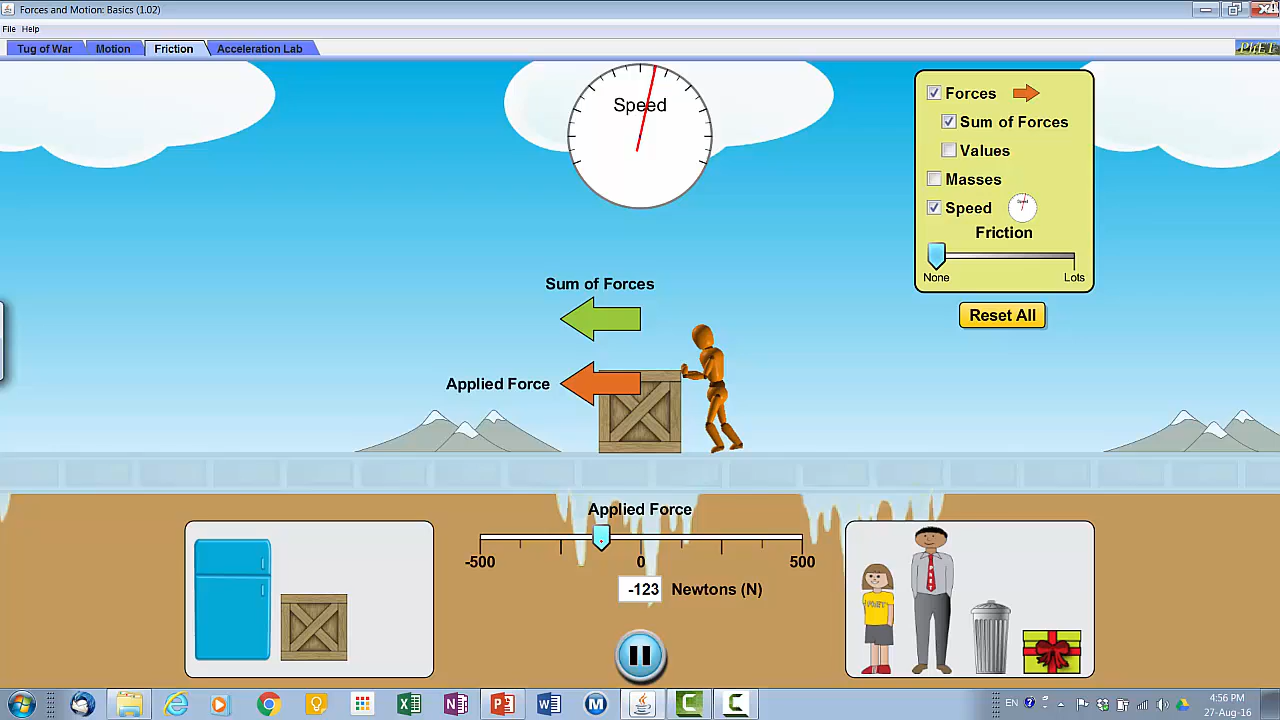 Forces and Motion: Basics (1.02)
File Help
Tug of War Motion Friction Acceleration Lab PhET
Speed
Forces
Sum of Forces
Values
Masses
Speed
Friction
None Lots
Reset All
Sum of Forces
Applied Force
Applied Force
-500 0 500
-123 Newtons (N)
EN
4:56 PM
27-Aug-16